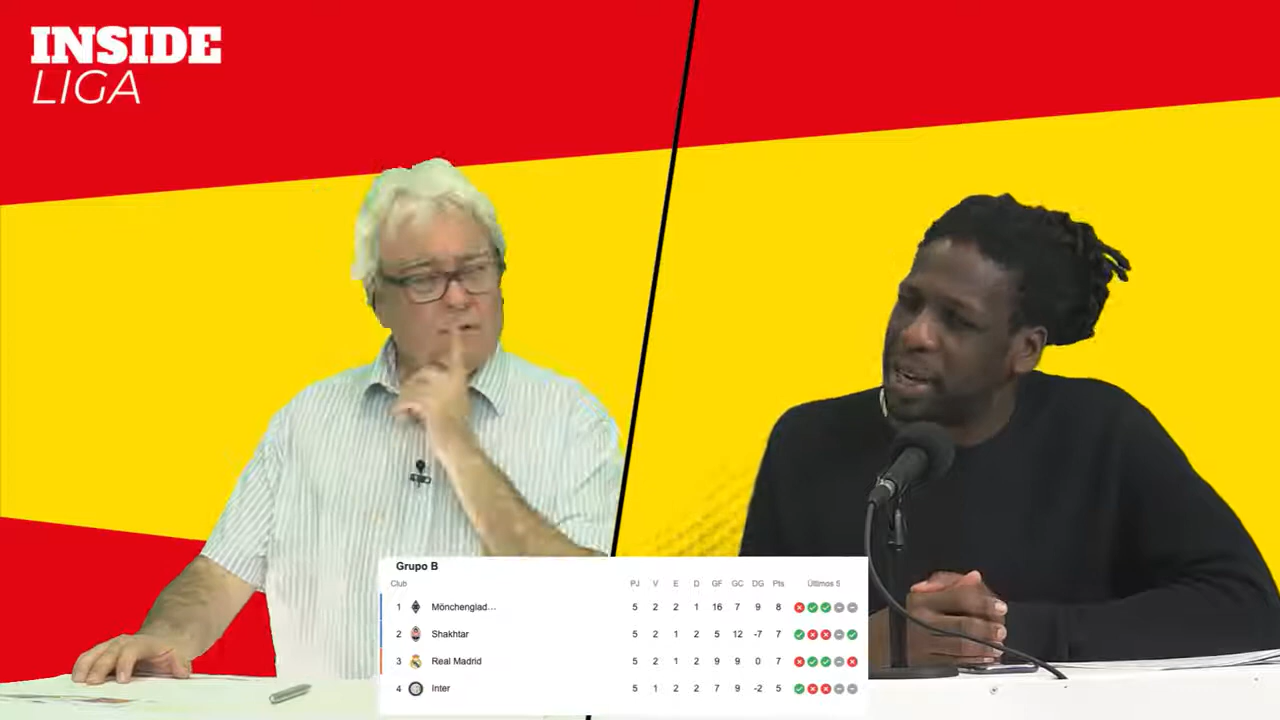 INSIDE
LIGA
Grupo B
Club PJ V E D GF GC DG Pts Últimos 5
1 Mönchenglad... 5 2 2 1 16 7 9 8
2 Shakhtar 5 2 1 2 5 12 -7 7
3 Real Madrid 5 2 1 2 9 9 0 7
4 Inter 5 1 2 2 7 9 -2 5